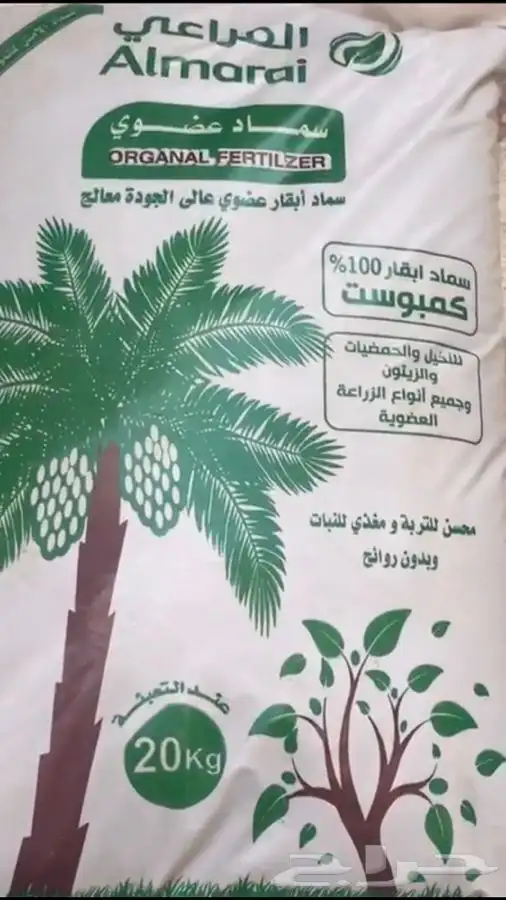 المراعي
Almarai
سماد عضوي
ORGANAL FERTILZER
سماد أبقار عضوي عالى الجودة معالج
سماد ابقار 100%
كمبوست
للنخيل والحمضيات
والزيتون
وجميع أنواع الزراعة
العضوية
محسن للتربة و مغذي للنبات
وبدون روائح
عند التعبئة
20Kg
حراج